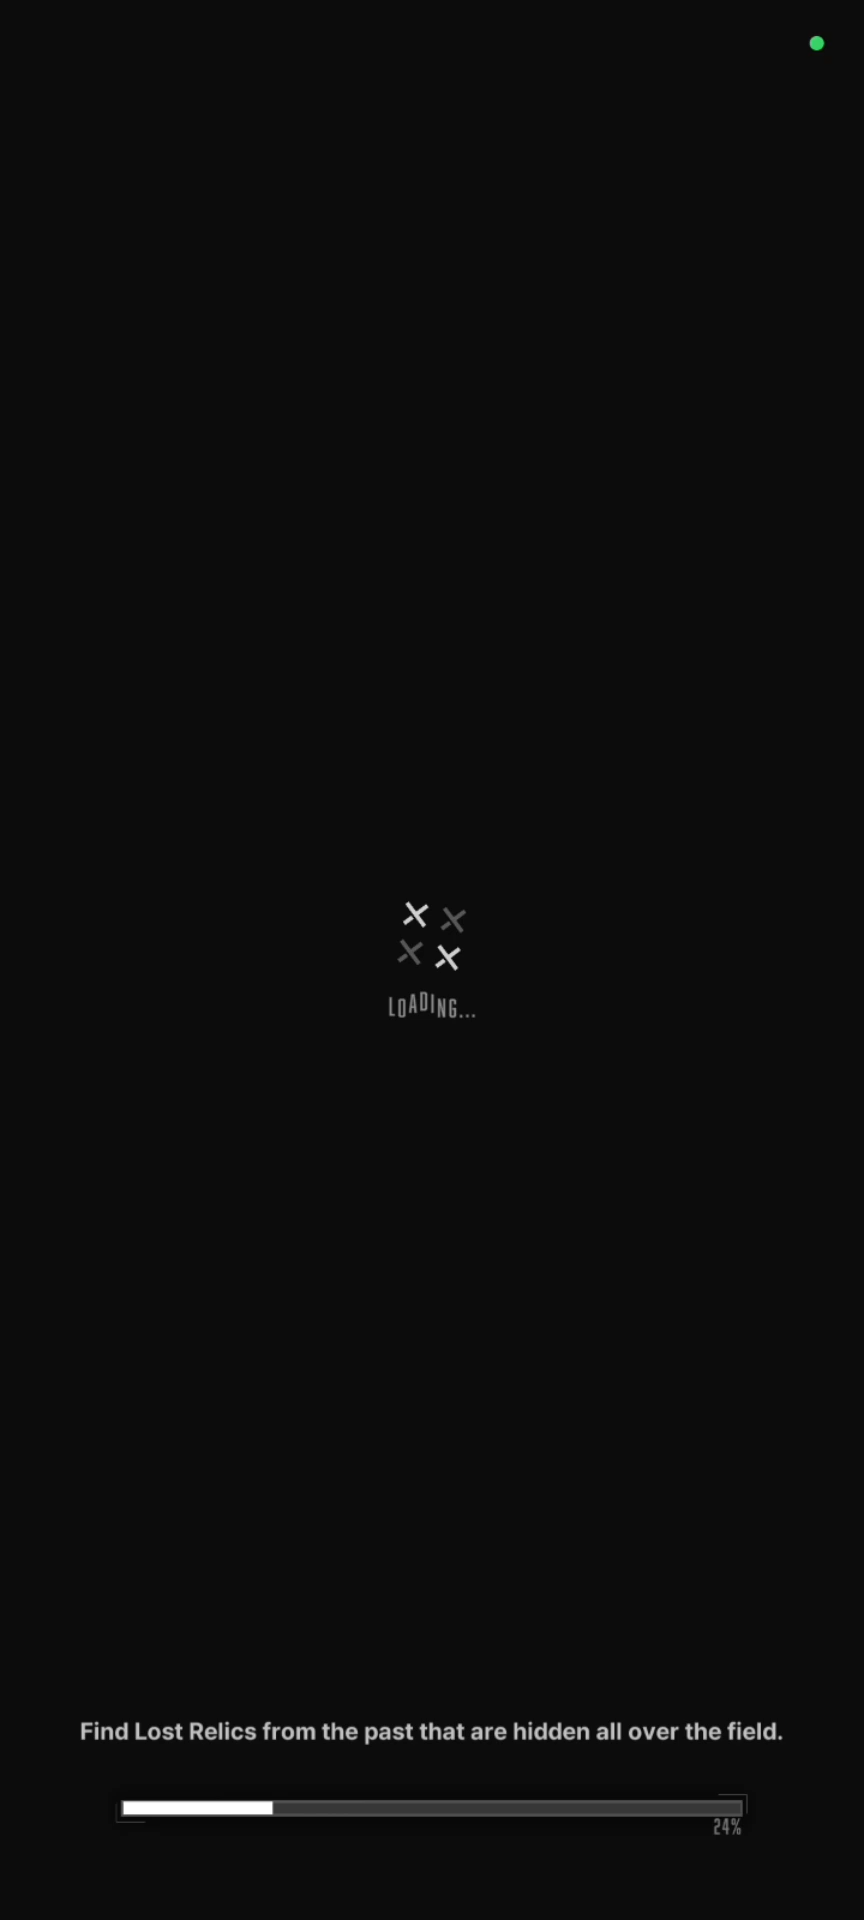 LOADING...
Find Lost Relics from the past that are hidden all over the field.
24%